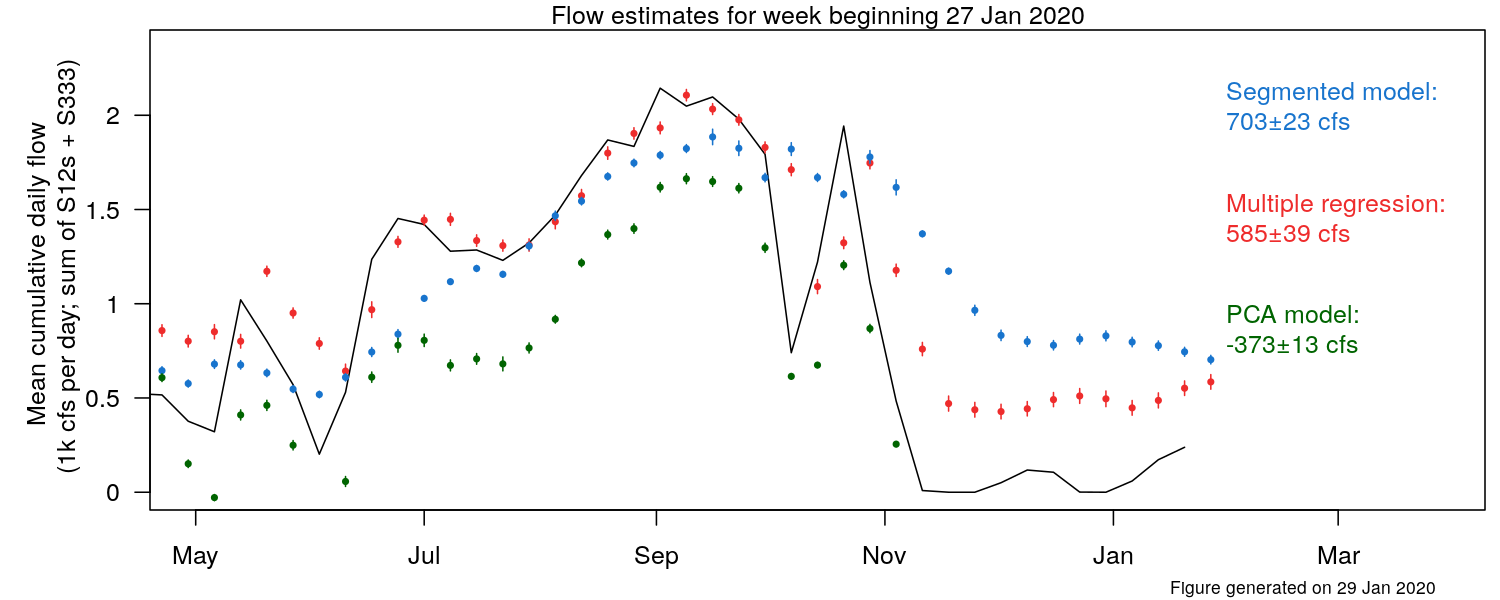 Flow estimates for week beginning 27 Jan 2020
Mean cumulative daily flow
(1k cfs per day; sum of S12s + S333)
2
1.5
1
0.5
0
Segmented model:
703±23 cfs
Multiple regression:
585±39 cfs
PCA model:
-373±13 cfs
May Jul Sep Nov Jan Mar
Figure generated on 29 Jan 2020